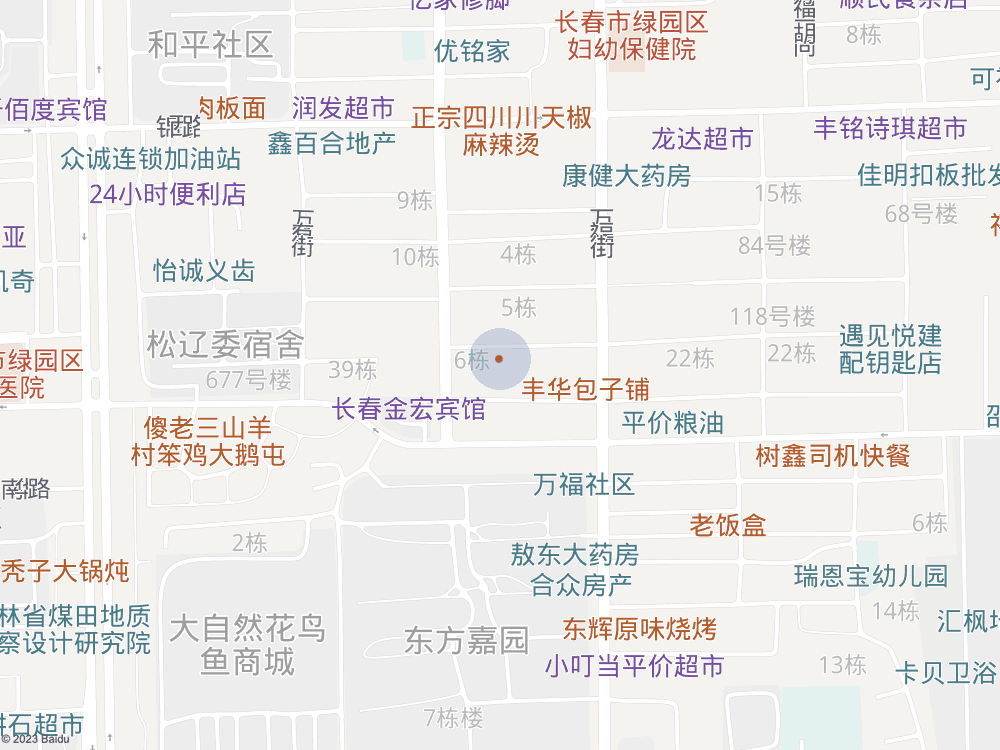 亿家修脚
顺民食杂店
长春市绿园区
妇幼保健院
万福胡同
8栋
和平社区
优铭家
佰度宾馆
肉板面
润发超市
正宗四川川天椒
麻辣烫
丰铭诗琪超市
龙达超市
众诚连锁加油站
鑫百合地产
24小时便利店
康健大药房
佳明扣板批发
9栋
15栋
68号楼
万君街
万福街
亚
10栋
4栋
84号楼
怡诚义齿
凯奇
5栋
118号楼
松辽委宿舍
遇见悦建
配钥匙店
市绿园区
医院
677号楼
39栋
6栋
22栋
22栋
丰华包子铺
长春金宏宾馆
平价粮油
傻老三山羊
村笨鸡大鹅屯
树鑫司机快餐
万福社区
老饭盒
6栋
2栋
敖东大药房
合众房产
秃子大锅炖
瑞恩宝幼儿园
林省煤田地质
察设计研究院
14栋
大自然花鸟
鱼商城
东方嘉园
东辉原味烧烤
小叮当平价超市
13栋
卡贝卫浴
7栋楼
石超市
© 2023 Baidu